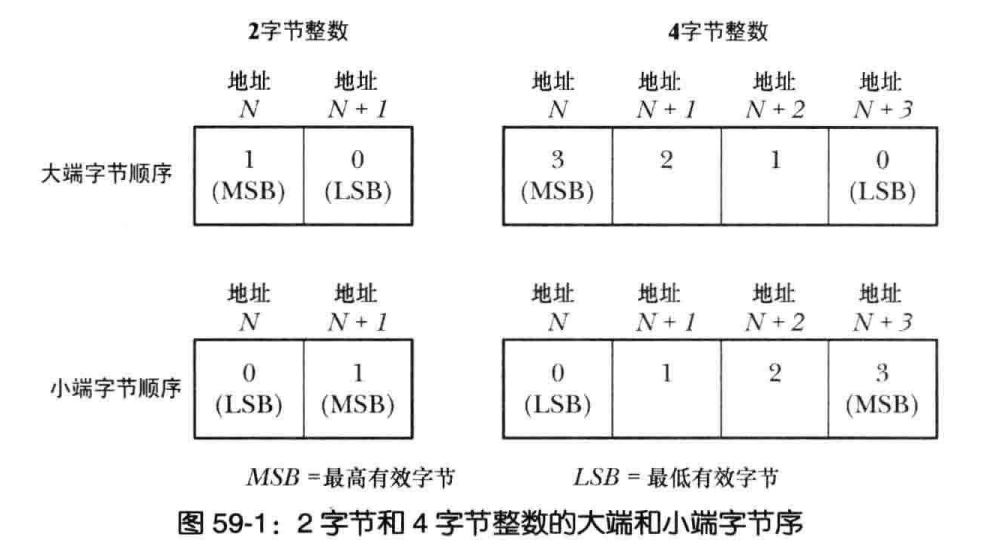 2字节整数 4字节整数
地址 地址 地址 地址 地址 地址
N N + 1 N N + 1 N + 2 N + 3
大端字节顺序
1 0 3 2 1 0
(MSB) (LSB) (MSB) (LSB)
地址 地址 地址 地址 地址 地址
N N + 1 N N + 1 N + 2 N + 3
小端字节顺序
0 1 0 1 2 3
(LSB) (MSB) (LSB) (MSB)
MSB =最高有效字节 LSB = 最低有效字节
图 59-1：2 字节和 4 字节整数的大端和小端字节序